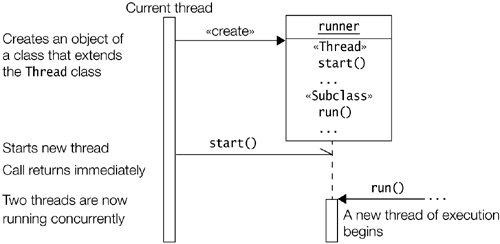 Current thread
Creates an object of
a class that extends
the Thread class
«create»
runner
«Thread»
start()
...
«Subclass»
run()
...
Starts new thread
start()
Call returns immediately
Two threads are now
running concurrently
run()
...
A new thread of execution
begins